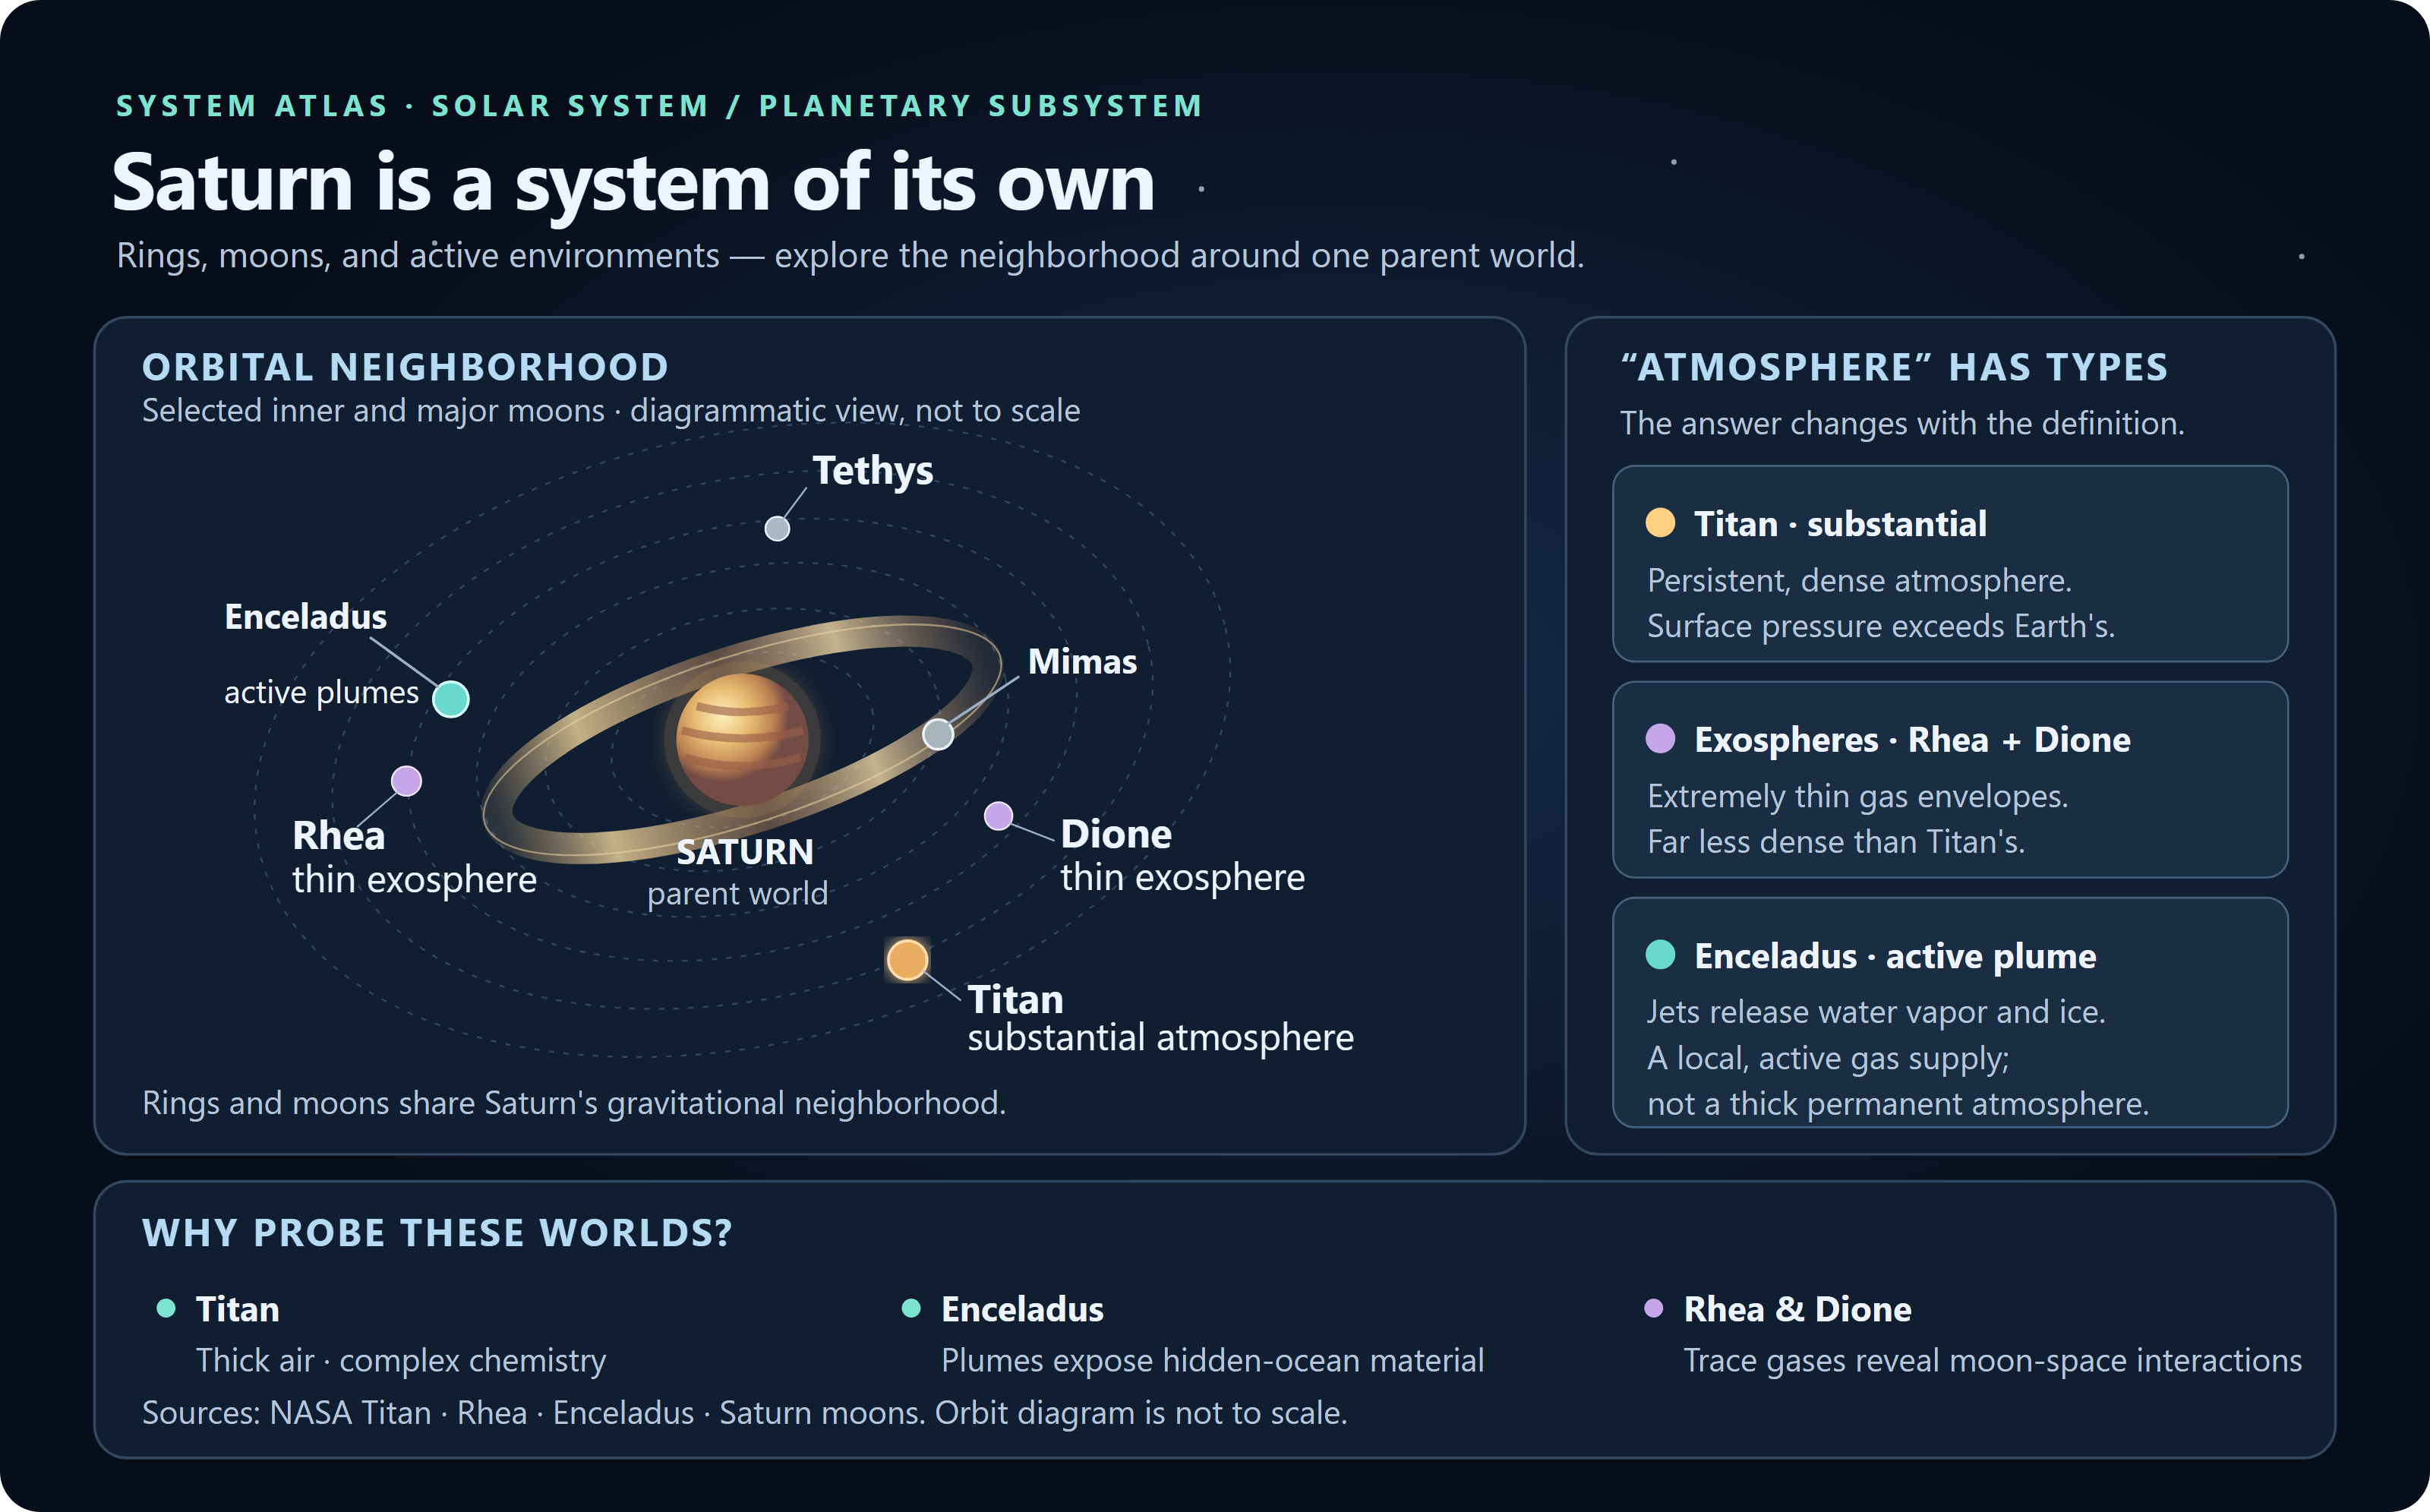 SYSTEM ATLAS · SOLAR SYSTEM / PLANETARY SUBSYSTEM
Saturn is a system of its own
Rings, moons, and active environments — explore the neighborhood around one parent world.
ORBITAL NEIGHBORHOOD
Selected inner and major moons · diagrammatic view, not to scale
Tethys
Enceladus
active plumes
Mimas
Rhea
thin exosphere
SATURN
parent world
Dione
thin exosphere
Titan
substantial atmosphere
Rings and moons share Saturn's gravitational neighborhood.
“ATMOSPHERE” HAS TYPES
The answer changes with the definition.
Titan · substantial
Persistent, dense atmosphere.
Surface pressure exceeds Earth's.
Exospheres · Rhea + Dione
Extremely thin gas envelopes.
Far less dense than Titan's.
Enceladus · active plume
Jets release water vapor and ice.
A local, active gas supply;
not a thick permanent atmosphere.
WHY PROBE THESE WORLDS?
Titan
Thick air · complex chemistry
Enceladus
Plumes expose hidden-ocean material
Rhea & Dione
Trace gases reveal moon-space interactions
Sources: NASA Titan · Rhea · Enceladus · Saturn moons. Orbit diagram is not to scale.